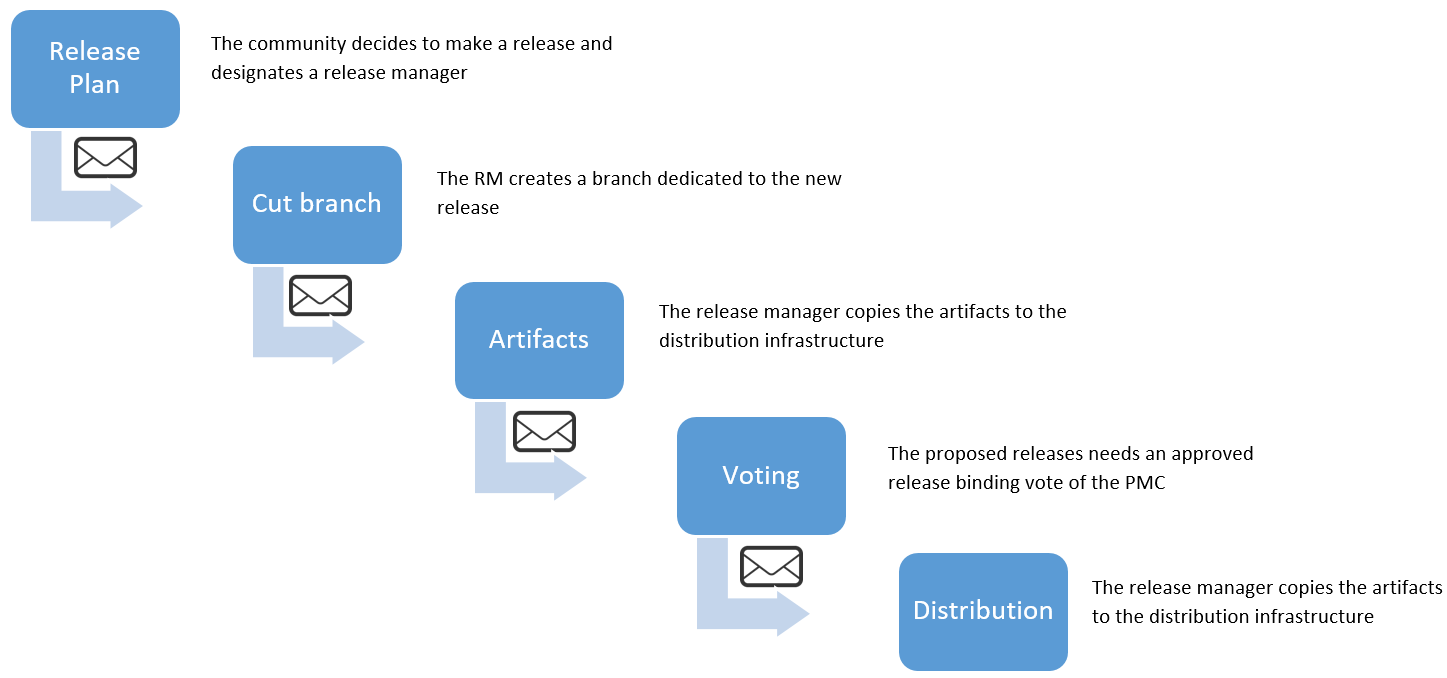 Release
Plan
The community decides to make a release and
designates a release manager
Cut branch
The RM creates a branch dedicated to the new
release
Artifacts
The release manager copies the artifacts to the
distribution infrastructure
Voting
The proposed releases needs an approved
release binding vote of the PMC
Distribution
The release manager copies the artifacts
to the distribution infrastructure